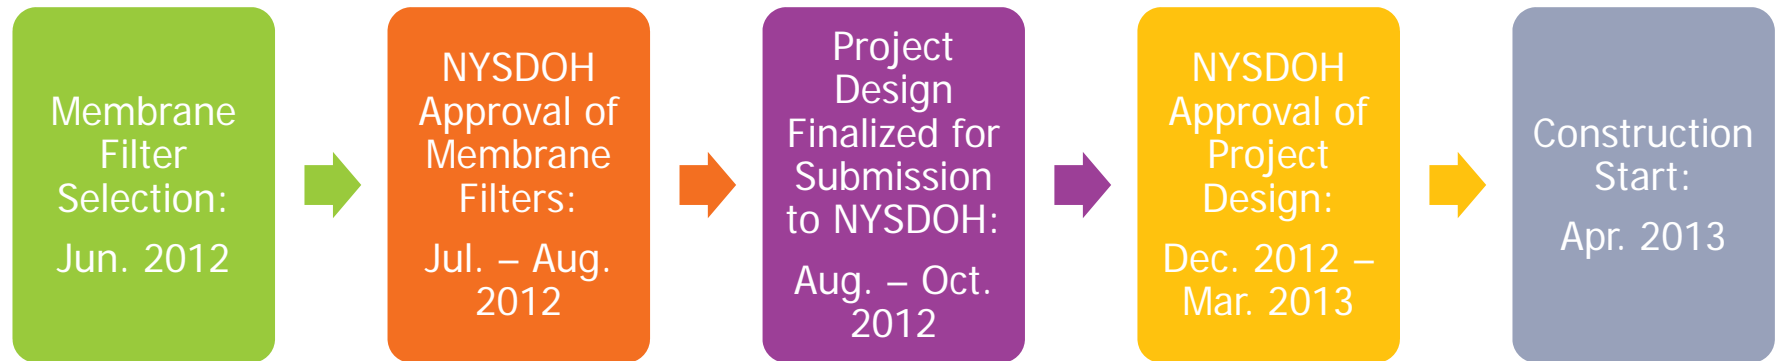 Membrane
Filter
Selection:
Jun. 2012
NYSDOH
Approval of
Membrane
Filters:
Jul. – Aug.
2012
Project
Design
Finalized for
Submission
to NYSDOH:
Aug. – Oct.
2012
NYSDOH
Approval of
Project
Design:
Dec. 2012 –
Mar. 2013
Construction
Start:
Apr. 2013